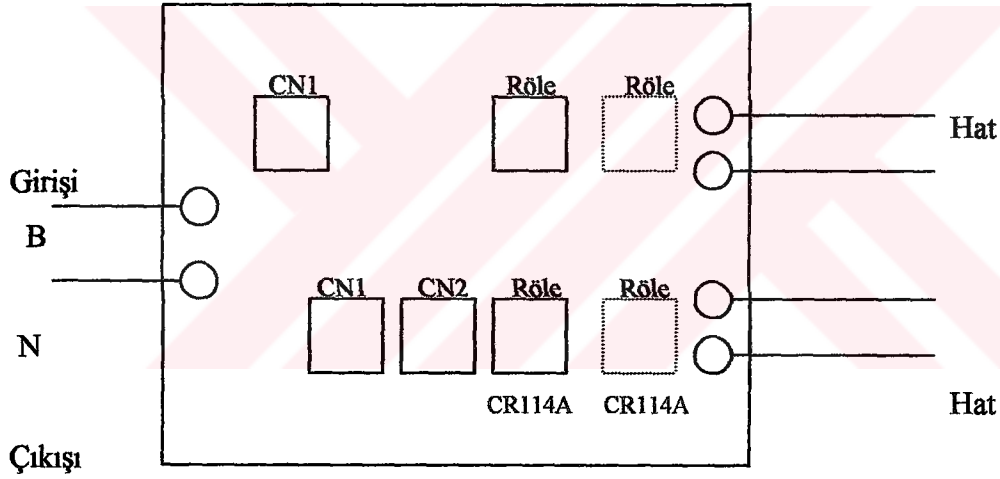 CN1 Röle Röle
Hat
Girişi
B
CN1 CN2 Röle Röle
N
CR114A CR114A
Hat
Çıkışı